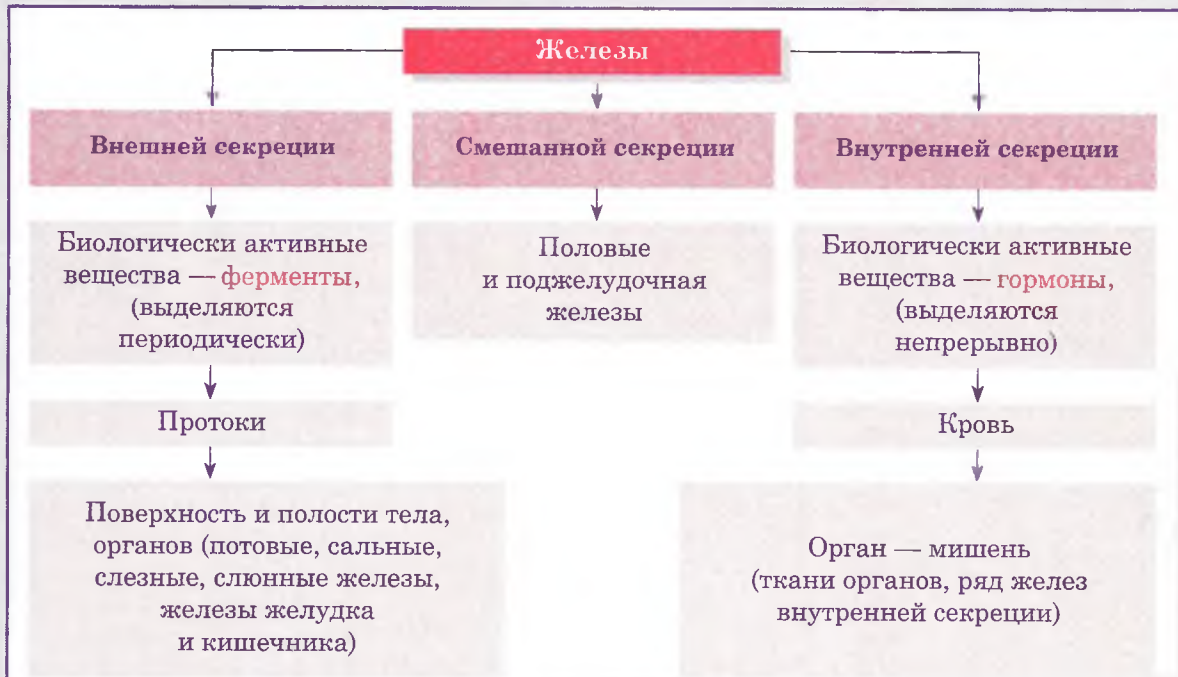 Железы
Внешней секреции
Смешанной секреции
Внутренней секреции
Биологически активные
вещества — ферменты,
(выделяются
периодически)
Половые
и поджелудочная
железы
Биологически активные
вещества — гормоны,
(выделяются
непрерывно)
Протоки
Кровь
Поверхность и полости тела,
органов (потовые, сальные,
слезные, слюнные железы,
железы желудка
и кишечника)
Орган — мишень
(ткани органов, ряд желез
внутренней секреции)